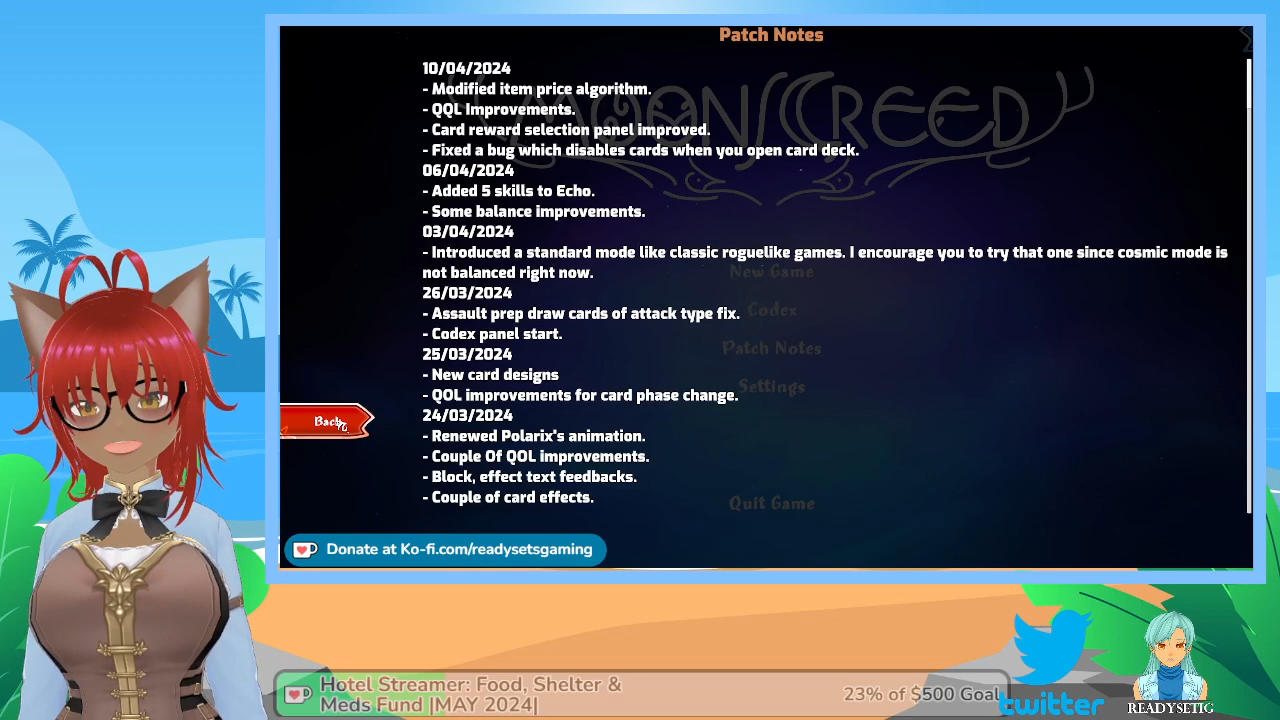 Patch Notes
MOONSCREED
10/04/2024
- Modified item price algorithm.
- QQL Improvements.
- Card reward selection panel improved.
- Fixed a bug which disables cards when you open card deck.
06/04/2024
- Added 5 skills to Echo.
- Some balance improvements.
03/04/2024
- Introduced a standard mode like classic roguelike games. I encourage you to try that one since cosmic mode is
not balanced right now.
New Game
26/03/2024
- Assault prep draw cards of attack type fix.
Codex
- Codex panel start.
Patch Notes
25/03/2024
- New card designs
Settings
- QOL improvements for card phase change.
24/03/2024
Back
- Renewed Polarix's animation.
- Couple Of QOL improvements.
- Block, effect text feedbacks.
- Couple of card effects.
Quit Game
Donate at Ko-fi.com/readysetsgaming
Hotel Streamer: Food, Shelter &
Meds Fund |MAY 2024|
23% of $500 Goal
twitter
READYSETIG